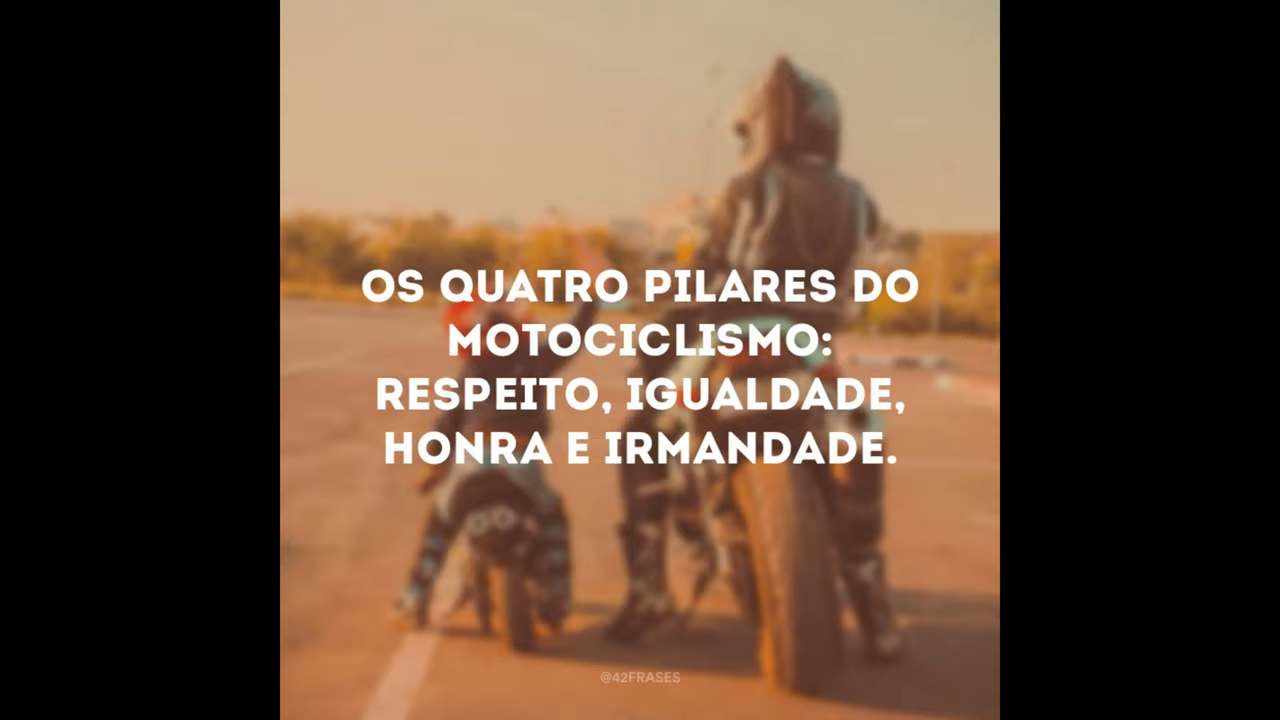 OS QUATRO PILARES DO
MOTOCICLISMO:
RESPEITO, IGUALDADE,
HONRA E IRMANDADE.
@42FRASES